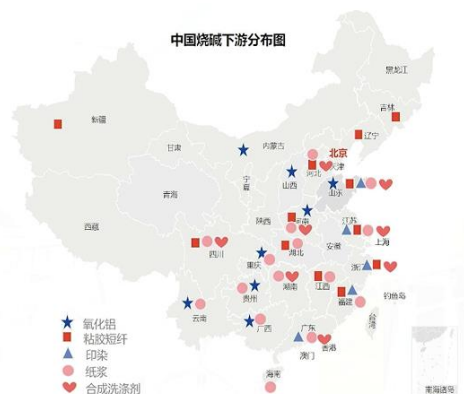 中国烧碱下游分布图
黑龙江
吉林
新疆
辽宁
内蒙古
北京
甘肃
天津
河北
宁夏
山西
山东
青海
陕西
河南
江苏
西藏
安徽
上海
四川
湖北
重庆
浙江
湖南
江西
贵州
钓鱼岛
福建
云南
台湾
广西
广东
香港
澳门
海南
南海诸岛
氧化铝
粘胶短纤
印染
纸浆
合成洗涤剂